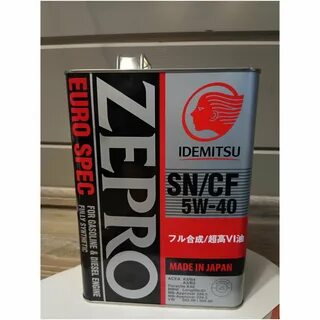 ZEPRO
EURO SPEC
FOR GASOLINE & DIESEL ENGINE
FULLY SYNTHETIC
IDEMITSU
SN/CF
5W-40
フル合成/超高VI油
MADE IN JAPAN